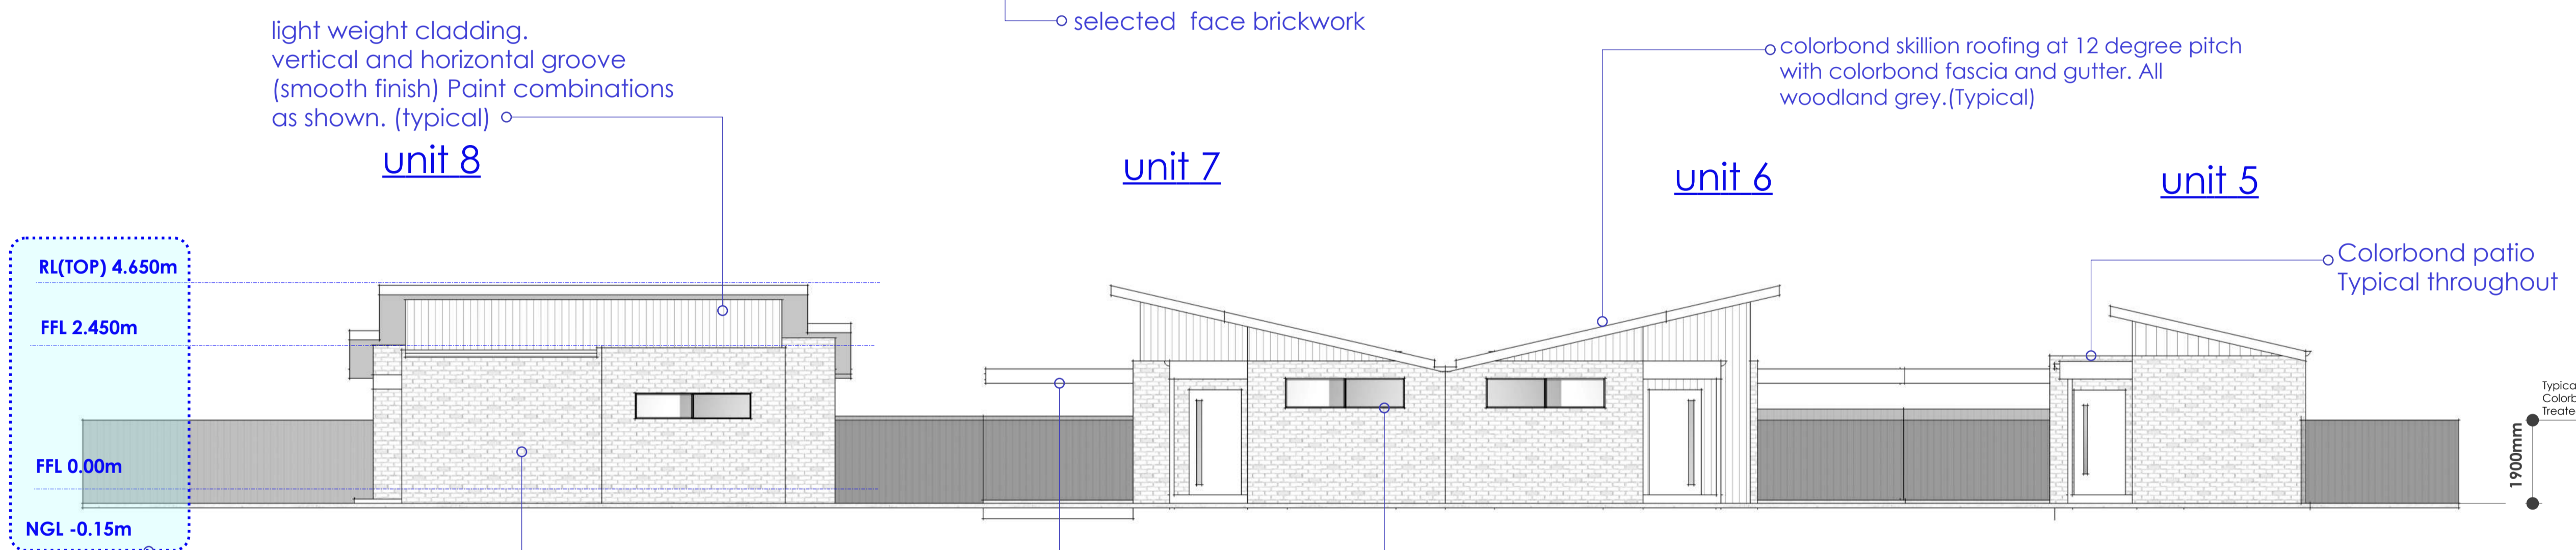 selected  face brickwork
light weight cladding.
vertical and horizontal groove
(smooth finish) Paint combinations
as shown. (typical)
colorbond skillion roofing at 12 degree pitch
with colorbond fascia and gutter. All
woodland grey.(Typical)
unit 8
unit 7
unit 6
unit 5
Colorbond patio
Typical throughout
RL(TOP) 4.650m
FFL 2.450m
FFL 0.00m
NGL -0.15m
1900mm